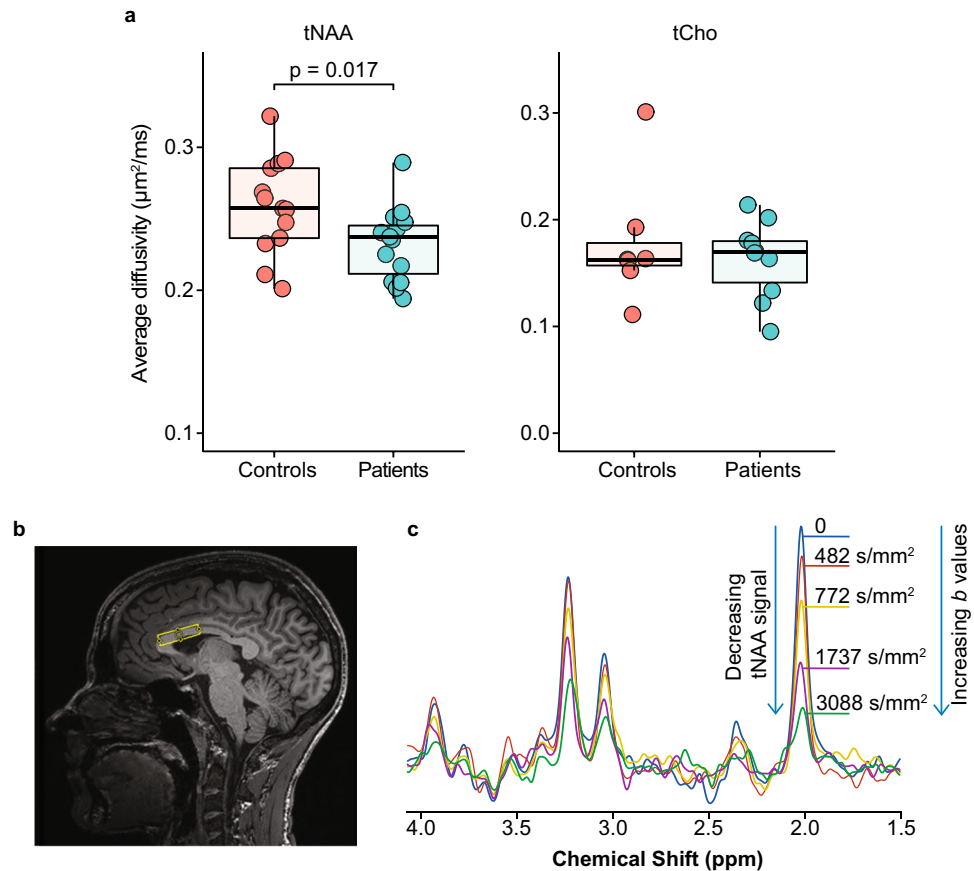 a
tNAA
tCho
p = 0.017
Average diffusivity (µm²/ms)
0.3
0.2
0.1
Controls
Patients
0.3
0.2
0.1
0.0
Controls
Patients
b
c
0
482 s/mm²
772 s/mm²
1737 s/mm²
3088 s/mm²
Decreasing
tNAA signal
Increasing b values
4.0
3.5
3.0
2.5
2.0
1.5
Chemical Shift (ppm)